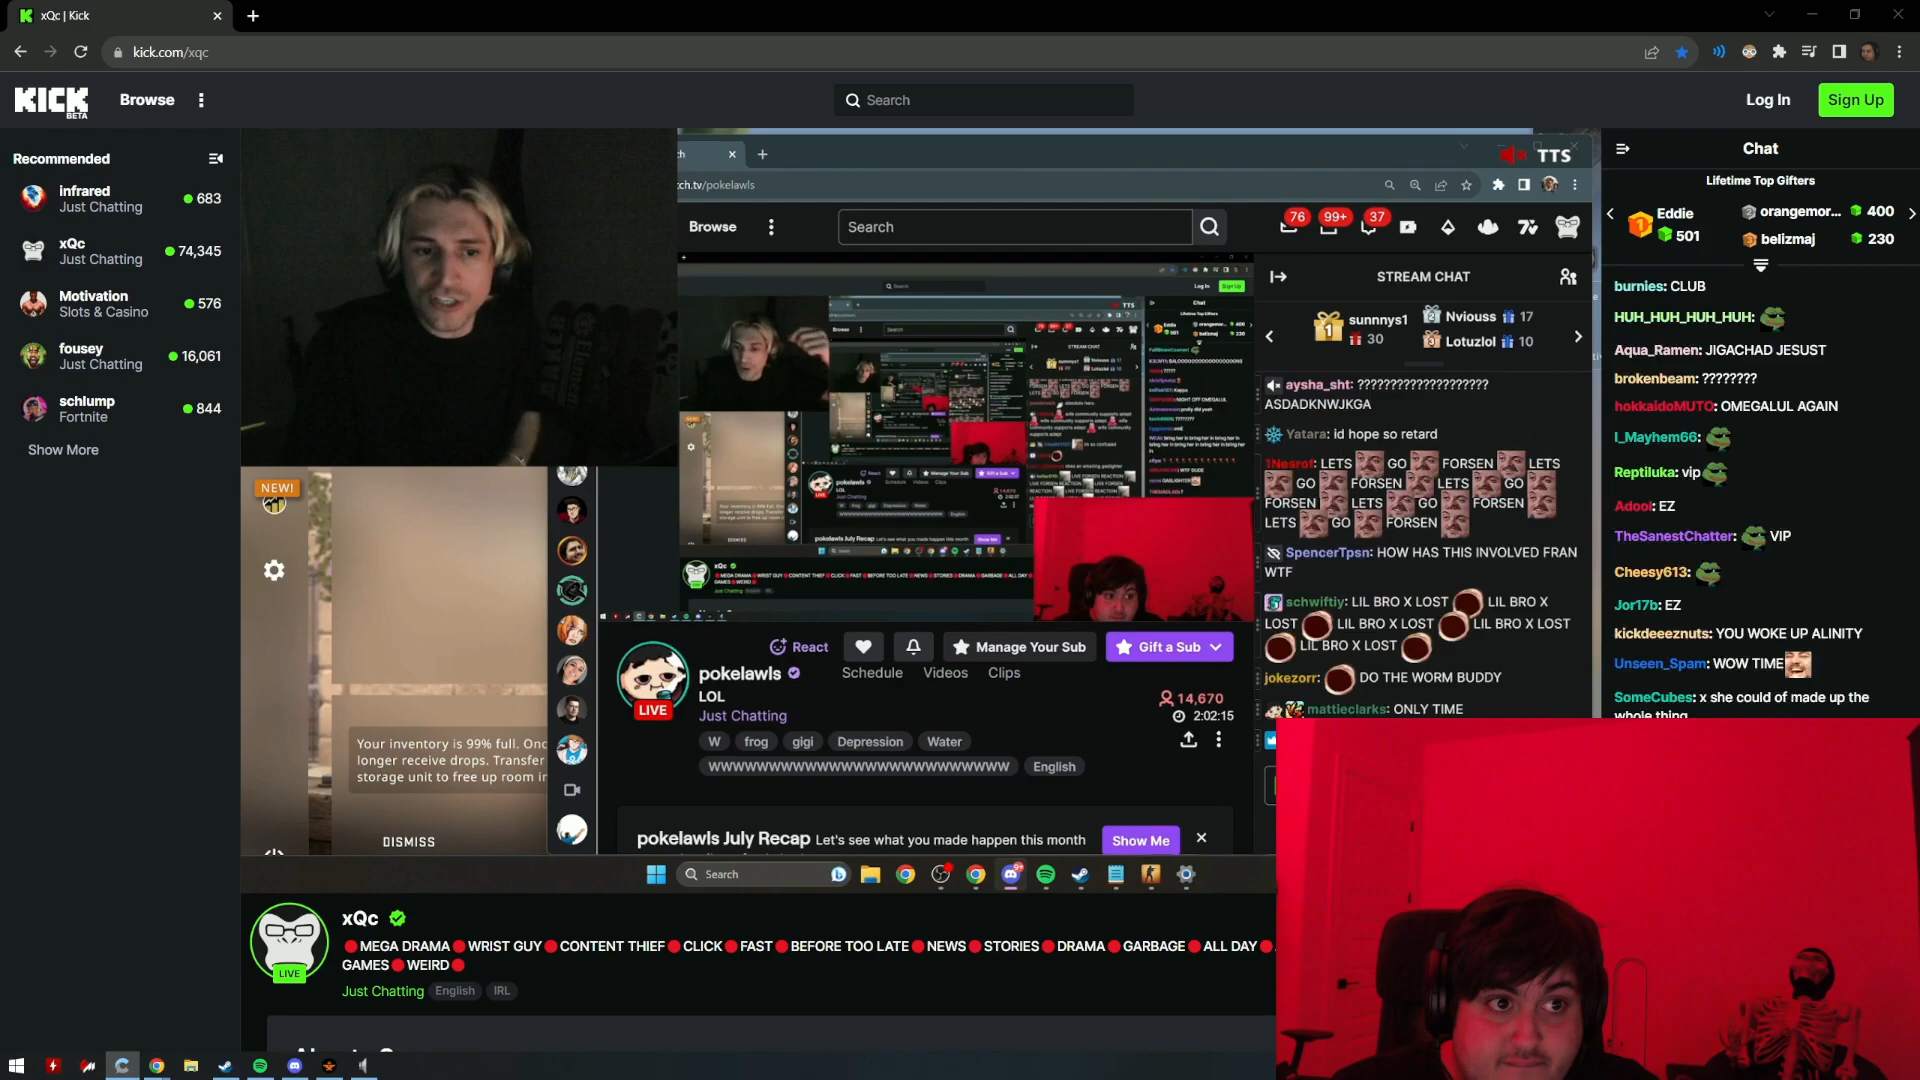 xQc | Kick
kick.com/xqc
KICK
BETA
Browse
Search
Log In
Sign Up
Recommended
infrared
Just Chatting
683
xQc
Just Chatting
74,345
Motivation
Slots & Casino
576
fousey
Just Chatting
16,061
schlump
Fortnite
844
Show More
TTS
tch.tv/pokelawls
Browse
Search
76
99+
37
STREAM CHAT
sunnnys1
30
Nviouss 17
Lotuzlol 10
aysha_sht: ????????????????????
ASDADKNWJKGA
Yatara: id hope so retard
1Nesrof: LETS GO FORSEN LETS
GO FORSEN LETS GO
FORSEN LETS GO FORSEN
LETS GO FORSEN
SpencerTpsn: HOW HAS THIS INVOLVED FRAN
WTF
schwiftiy: LIL BRO X LOST LIL BRO X
LOST LIL BRO X LOST LIL BRO X LOST
LIL BRO X LOST
jokezorr: DO THE WORM BUDDY
mattieclarks: ONLY TIME
NEW!
Your inventory is 99% full. Onc
longer receive drops. Transfer
storage unit to free up room in
DISMISS
React
Manage Your Sub
Gift a Sub
pokelawls
LIVE
LOL
Just Chatting
Schedule
Videos
Clips
14,670
2:02:15
W
frog
gigi
Depression
Water
WWWWWWWWWWWWWWWWWWWWWWWWW
English
pokelawls July Recap Let's see what you made happen this month
Show Me
Search
xQc
LIVE
MEGA DRAMA WRIST GUY CONTENT THIEF CLICK FAST BEFORE TOO LATE NEWS STORIES DRAMA GARBAGE ALL DAY
GAMES WEIRD
Just Chatting
English
IRL
Chat
Lifetime Top Gifters
Eddie
501
orangemor... 400
belizmaj 230
burnies: CLUB
HUH_HUH_HUH_HUH:
Aqua_Ramen: JIGACHAD JESUST
brokenbeam: ????????
hokkaidoMUTO: OMEGALUL AGAIN
I_Mayhem66:
Reptiluka: vip
Adool: EZ
TheSanestChatter: VIP
Cheesy613:
Jor17b: EZ
kickdeeeznuts: YOU WOKE UP ALINITY
Unseen_Spam: WOW TIME
SomeCubes: x she could of made up the
whole thing